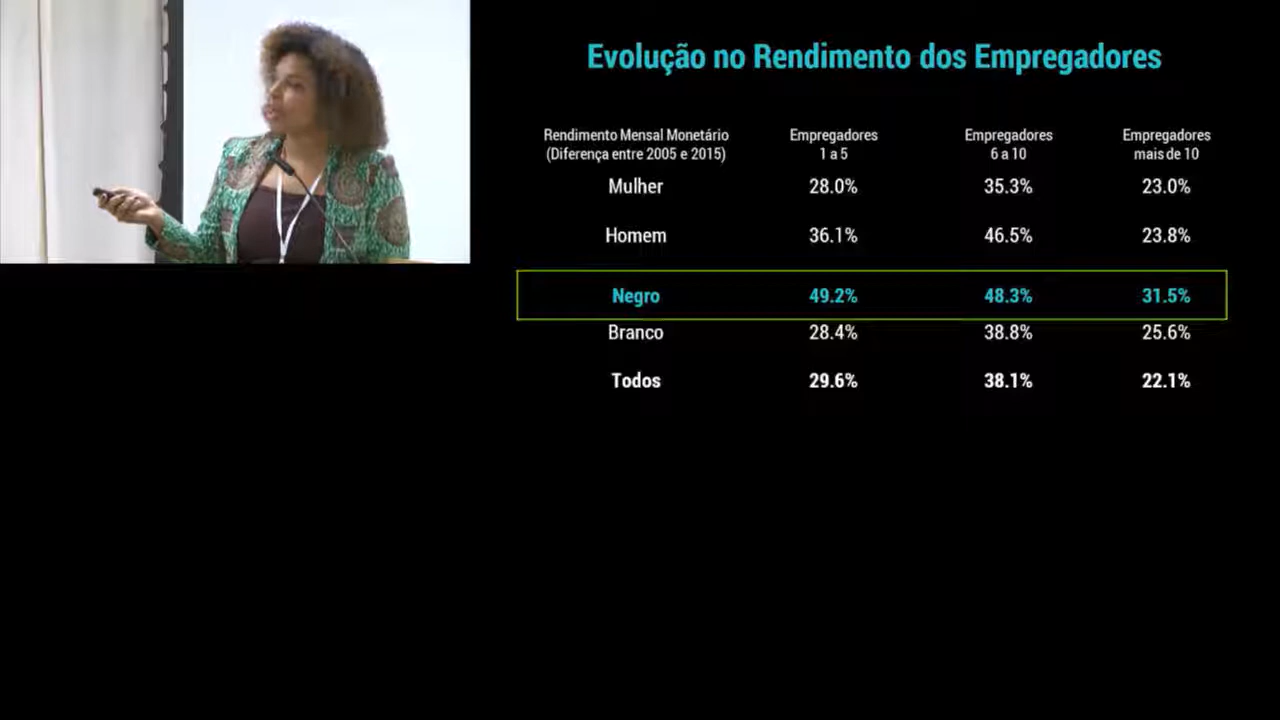 Evolução no Rendimento dos Empregadores
Rendimento Mensal Monetário
(Diferença entre 2005 e 2015)
Empregadores
1 a 5
Empregadores
6 a 10
Empregadores
mais de 10
Mulher 28.0% 35.3% 23.0%
Homem 36.1% 46.5% 23.8%
Negro 49.2% 48.3% 31.5%
Branco 28.4% 38.8% 25.6%
Todos 29.6% 38.1% 22.1%